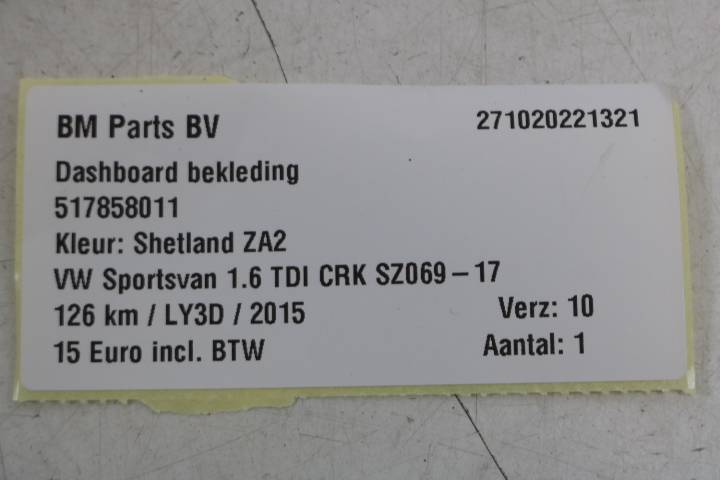 BM Parts BV 271020221321
Dashboard bekleding
517858011
Kleur: Shetland ZA2
VW Sportsvan 1.6 TDI CRK SZ069-17
126 km / LY3D / 2015 Verz: 10
15 Euro incl. BTW Aantal: 1